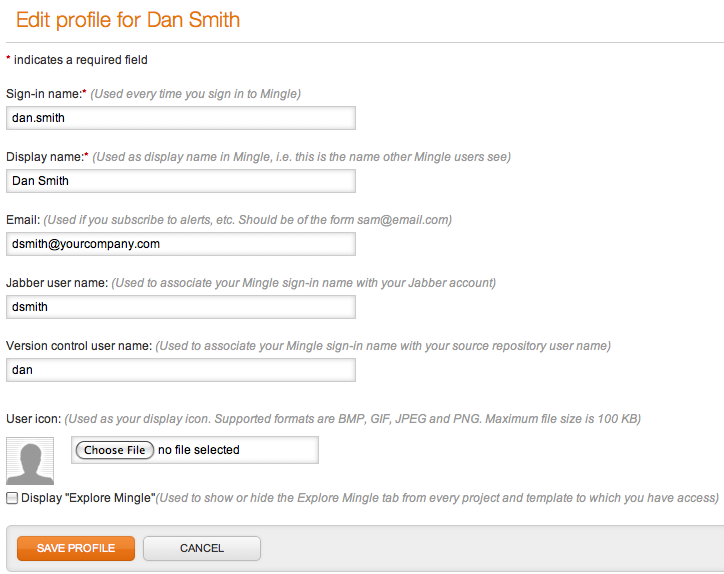 Edit profile for Dan Smith
* indicates a required field
Sign-in name:* (Used every time you sign in to Mingle)
dan.smith
Display name:* (Used as display name in Mingle, i.e. this is the name other Mingle users see)
Dan Smith
Email: (Used if you subscribe to alerts, etc. Should be of the form sam@email.com)
dsmith@yourcompany.com
Jabber user name: (Used to associate your Mingle sign-in name with your Jabber account)
dsmith
Version control user name: (Used to associate your Mingle sign-in name with your source repository user name)
dan
User icon: (Used as your display icon. Supported formats are BMP, GIF, JPEG and PNG. Maximum file size is 100 KB)
Choose File no file selected
Display "Explore Mingle"(Used to show or hide the Explore Mingle tab from every project and template to which you have access)
SAVE PROFILE CANCEL